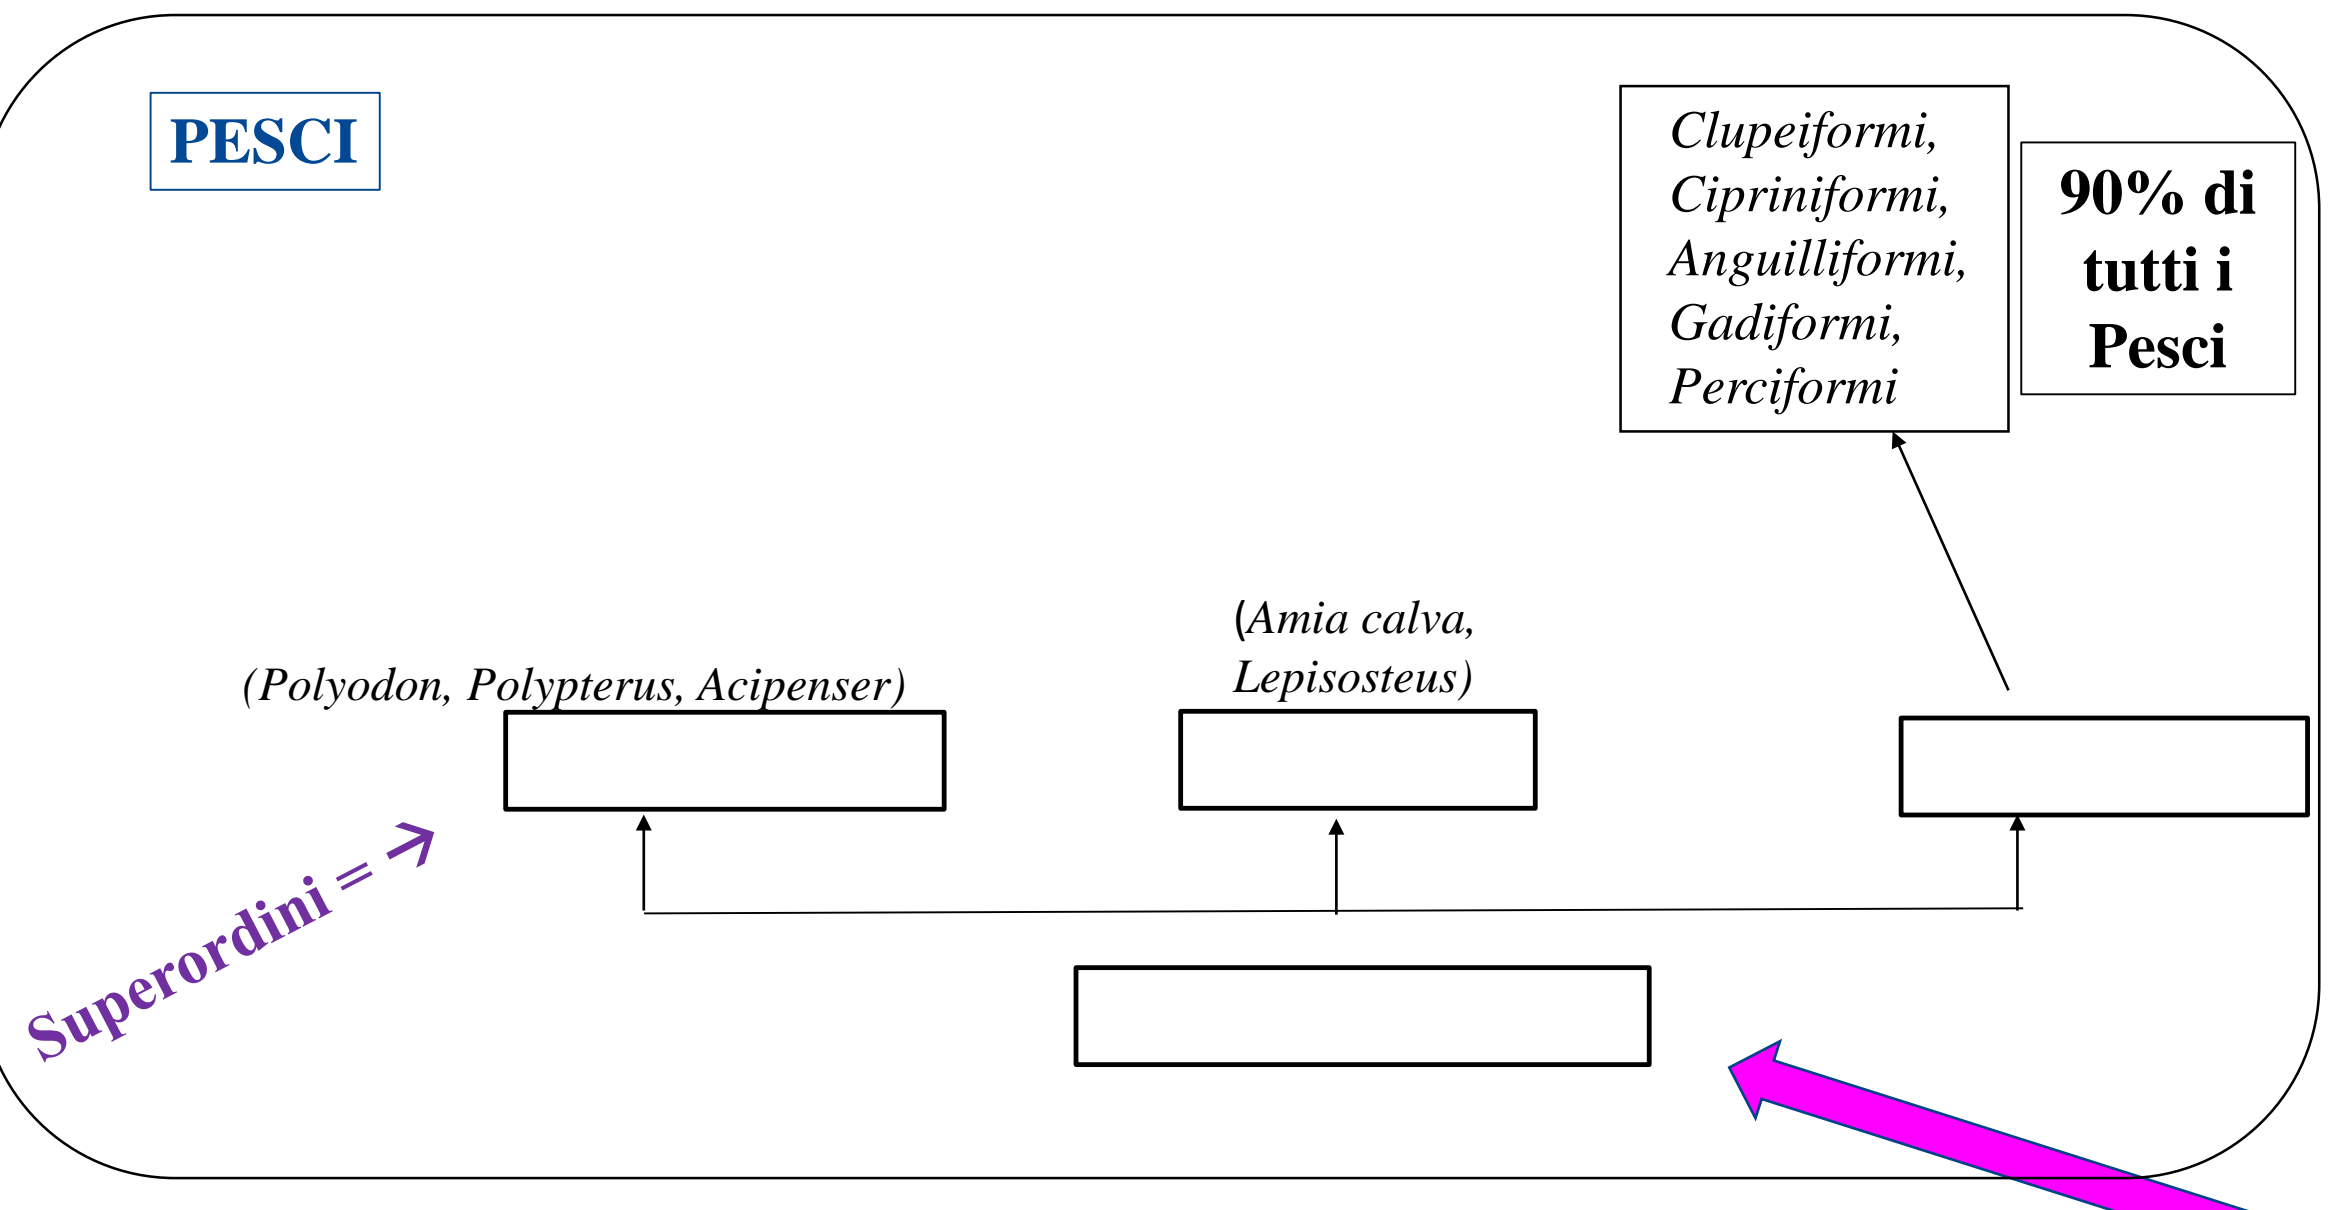 PESCI
Clupeiformi,
Cipriniformi,
Anguilliformi,
Gadiformi,
Perciformi
90% di
tutti i
Pesci
(Amia calva,
Lepisosteus)
(Polyodon, Polypterus, Acipenser)
Superordini = →